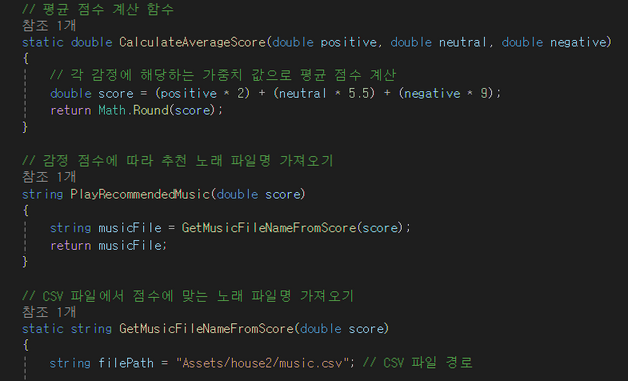 // 평균 점수 계산 함수
참조 1개
static double CalculateAverageScore(double positive, double neutral, double negative)
{
// 각 감정에 해당하는 가중치 값으로 평균 점수 계산
double score = (positive * 2) + (neutral * 5.5) + (negative * 9);
return Math.Round(score);
}
// 감정 점수에 따라 추천 노래 파일명 가져오기
참조 1개
string PlayRecommendedMusic(double score)
{
string musicFile = GetMusicFileNameFromScore(score);
return musicFile;
}
// CSV 파일에서 점수에 맞는 노래 파일명 가져오기
참조 1개
static string GetMusicFileNameFromScore(double score)
{
string filePath = "Assets/house2/music.csv"; // CSV 파일 경로